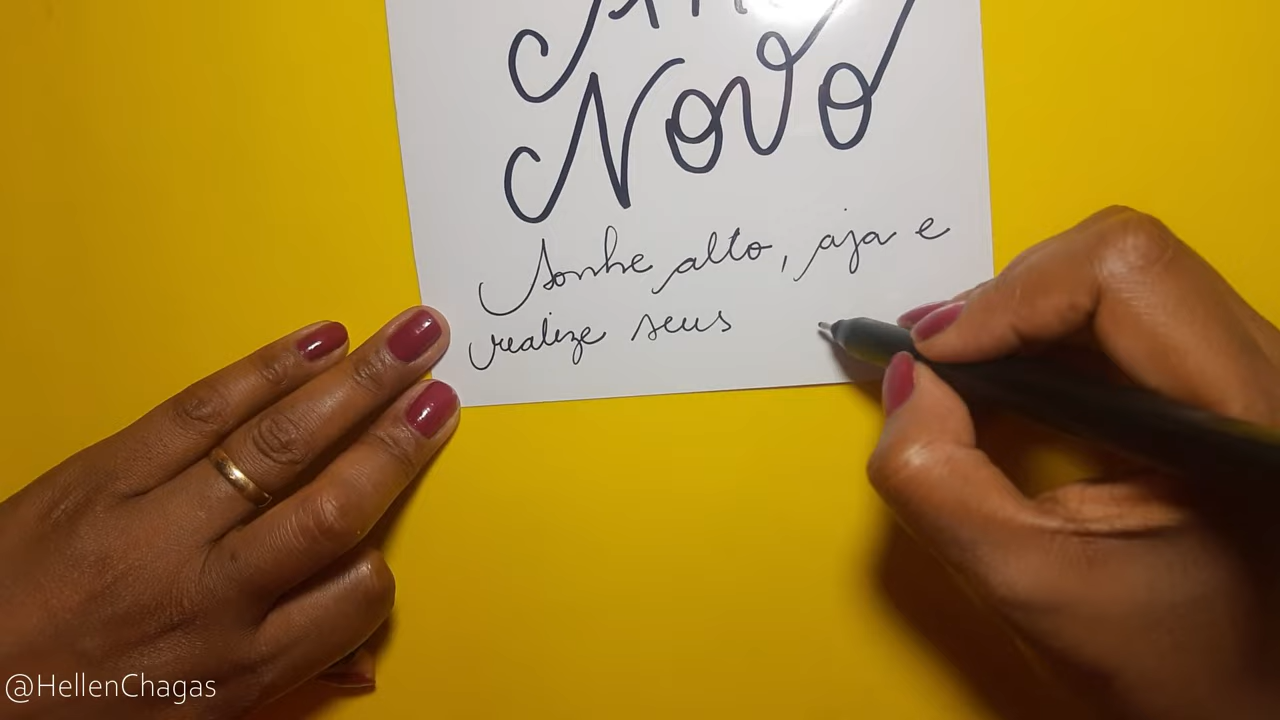 Novo
Sonhe alto, aja e
realize seus
@HellenChagas